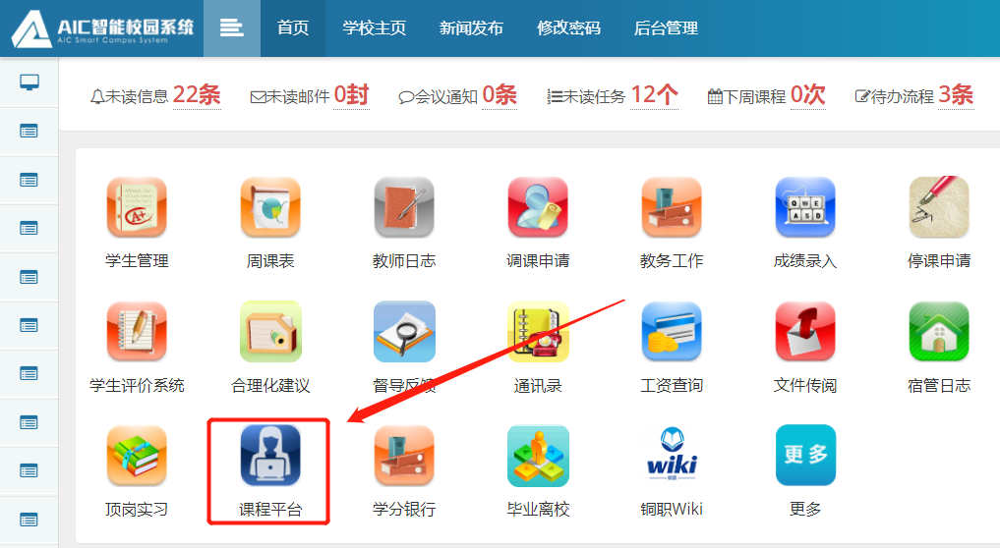 AIC智能校园系统
AIC Smart Campus System
首页 学校主页 新闻发布 修改密码 后台管理
未读信息 22条 未读邮件 0封 会议通知 0条 未读任务 12个 下周课程 0次 待办流程 3条
A+
QWE
ASD
学生管理 周课表 教师日志 调课申请 教务工作 成绩录入 停课申请
学生评价系统 合理化建议 督导反馈 通讯录 工资查询 文件传阅 宿管日志
wiki
更多
顶岗实习 课程平台 学分银行 毕业离校 铜职Wiki 更多